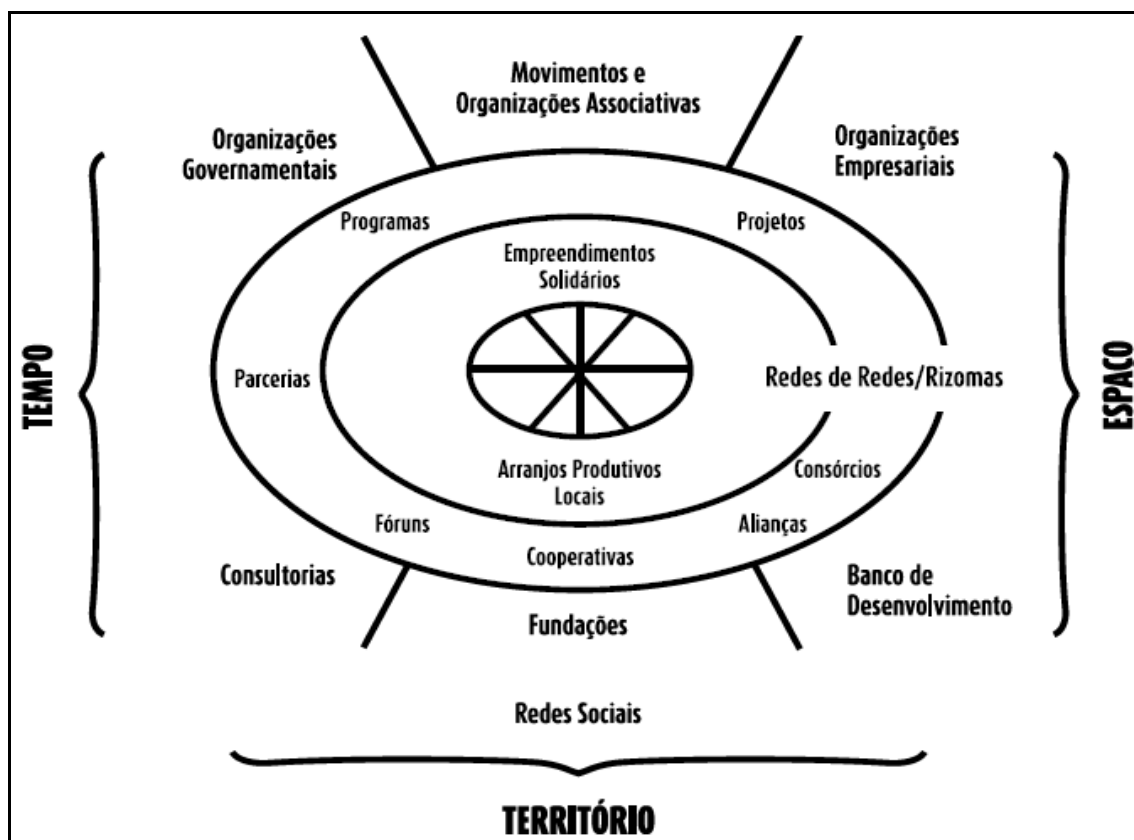 Movimentos e
Organizações Associativas
Organizações
Governamentais
Organizações
Empresariais
Programas
Projetos
Empreendimentos
Solidários
TEMPO
Parcerias
Redes de Redes/Rizomas
ESPACO
Arranjos Produtivos
Locais
Consórcios
Fóruns
Alianças
Cooperativas
Consultorias
Banco de
Desenvolvimento
Fundações
Redes Sociais
TERRITÓRIO